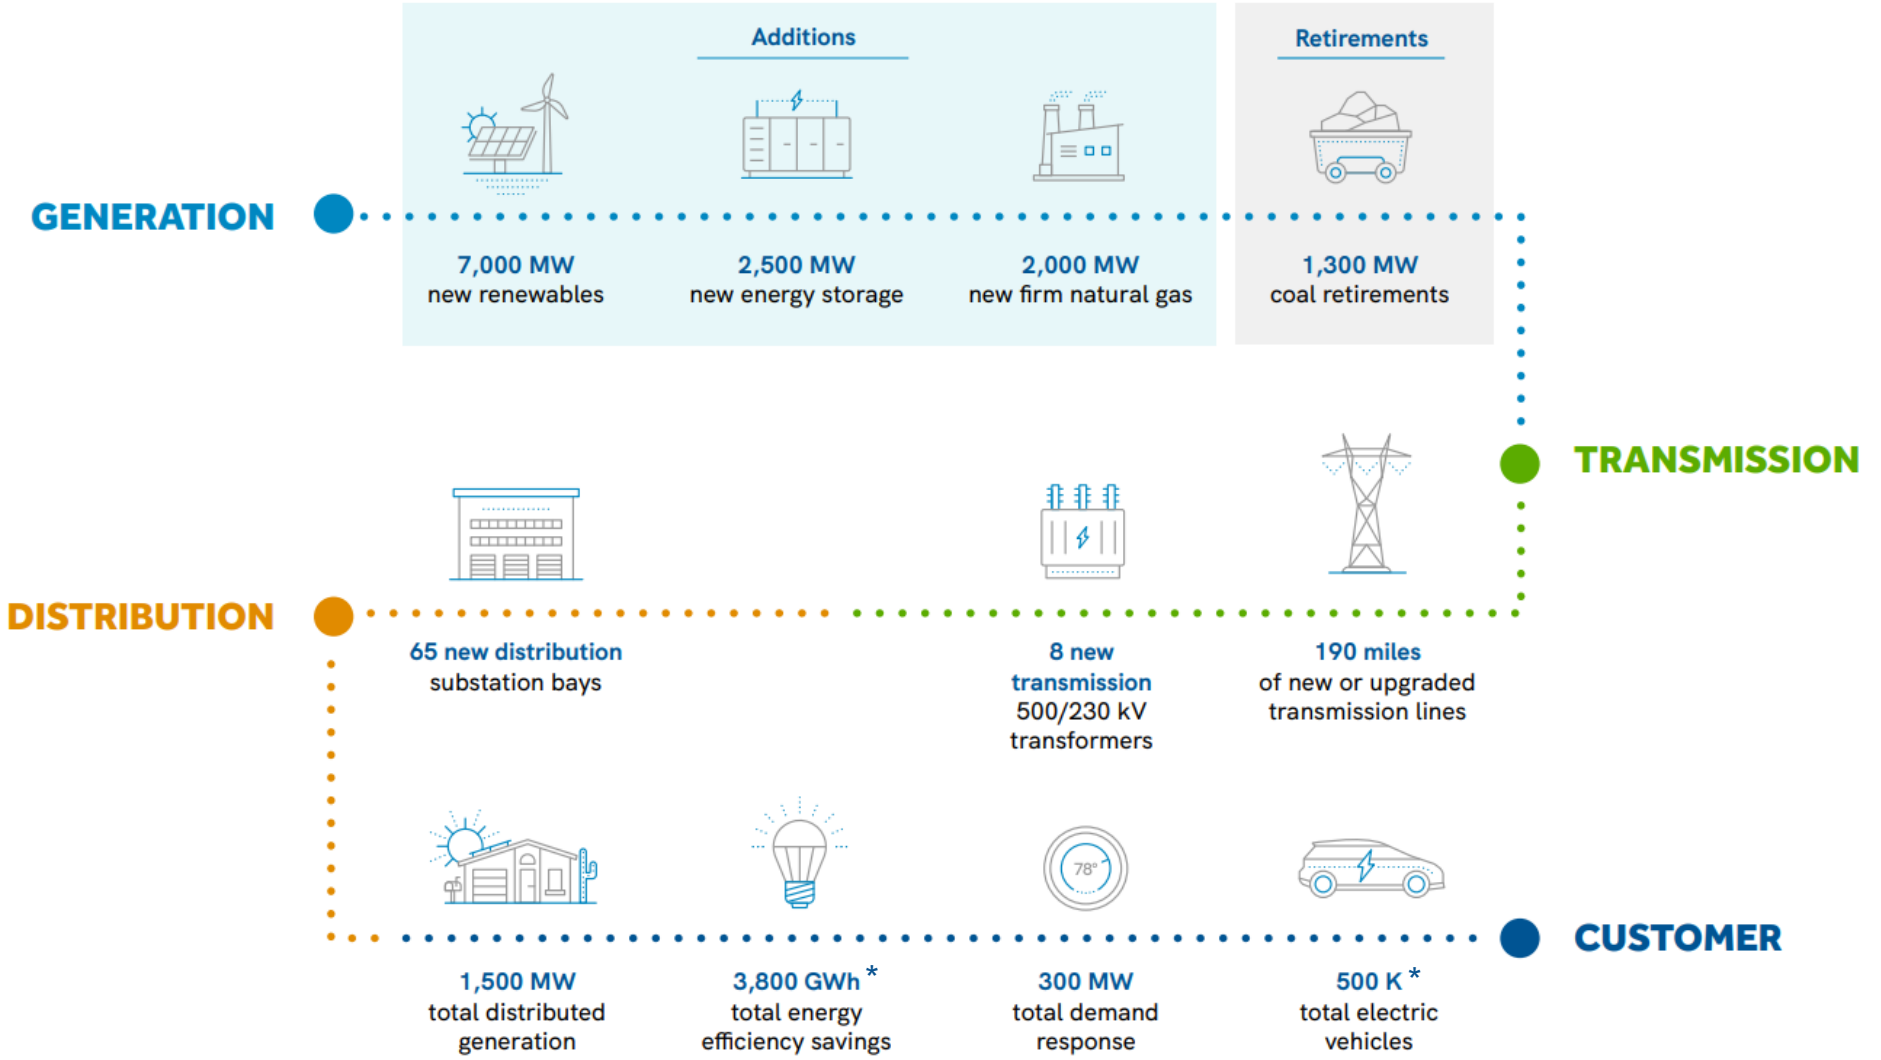 Additions
Retirements
GENERATION
7,000 MW
new renewables
2,500 MW
new energy storage
2,000 MW
new firm natural gas
1,300 MW
coal retirements
TRANSMISSION
DISTRIBUTION
65 new distribution
substation bays
8 new
transmission
500/230 kV
transformers
190 miles
of new or upgraded
transmission lines
78°
CUSTOMER
1,500 MW
total distributed
generation
3,800 GWh *
total energy
efficiency savings
300 MW
total demand
response
500 K *
total electric
vehicles